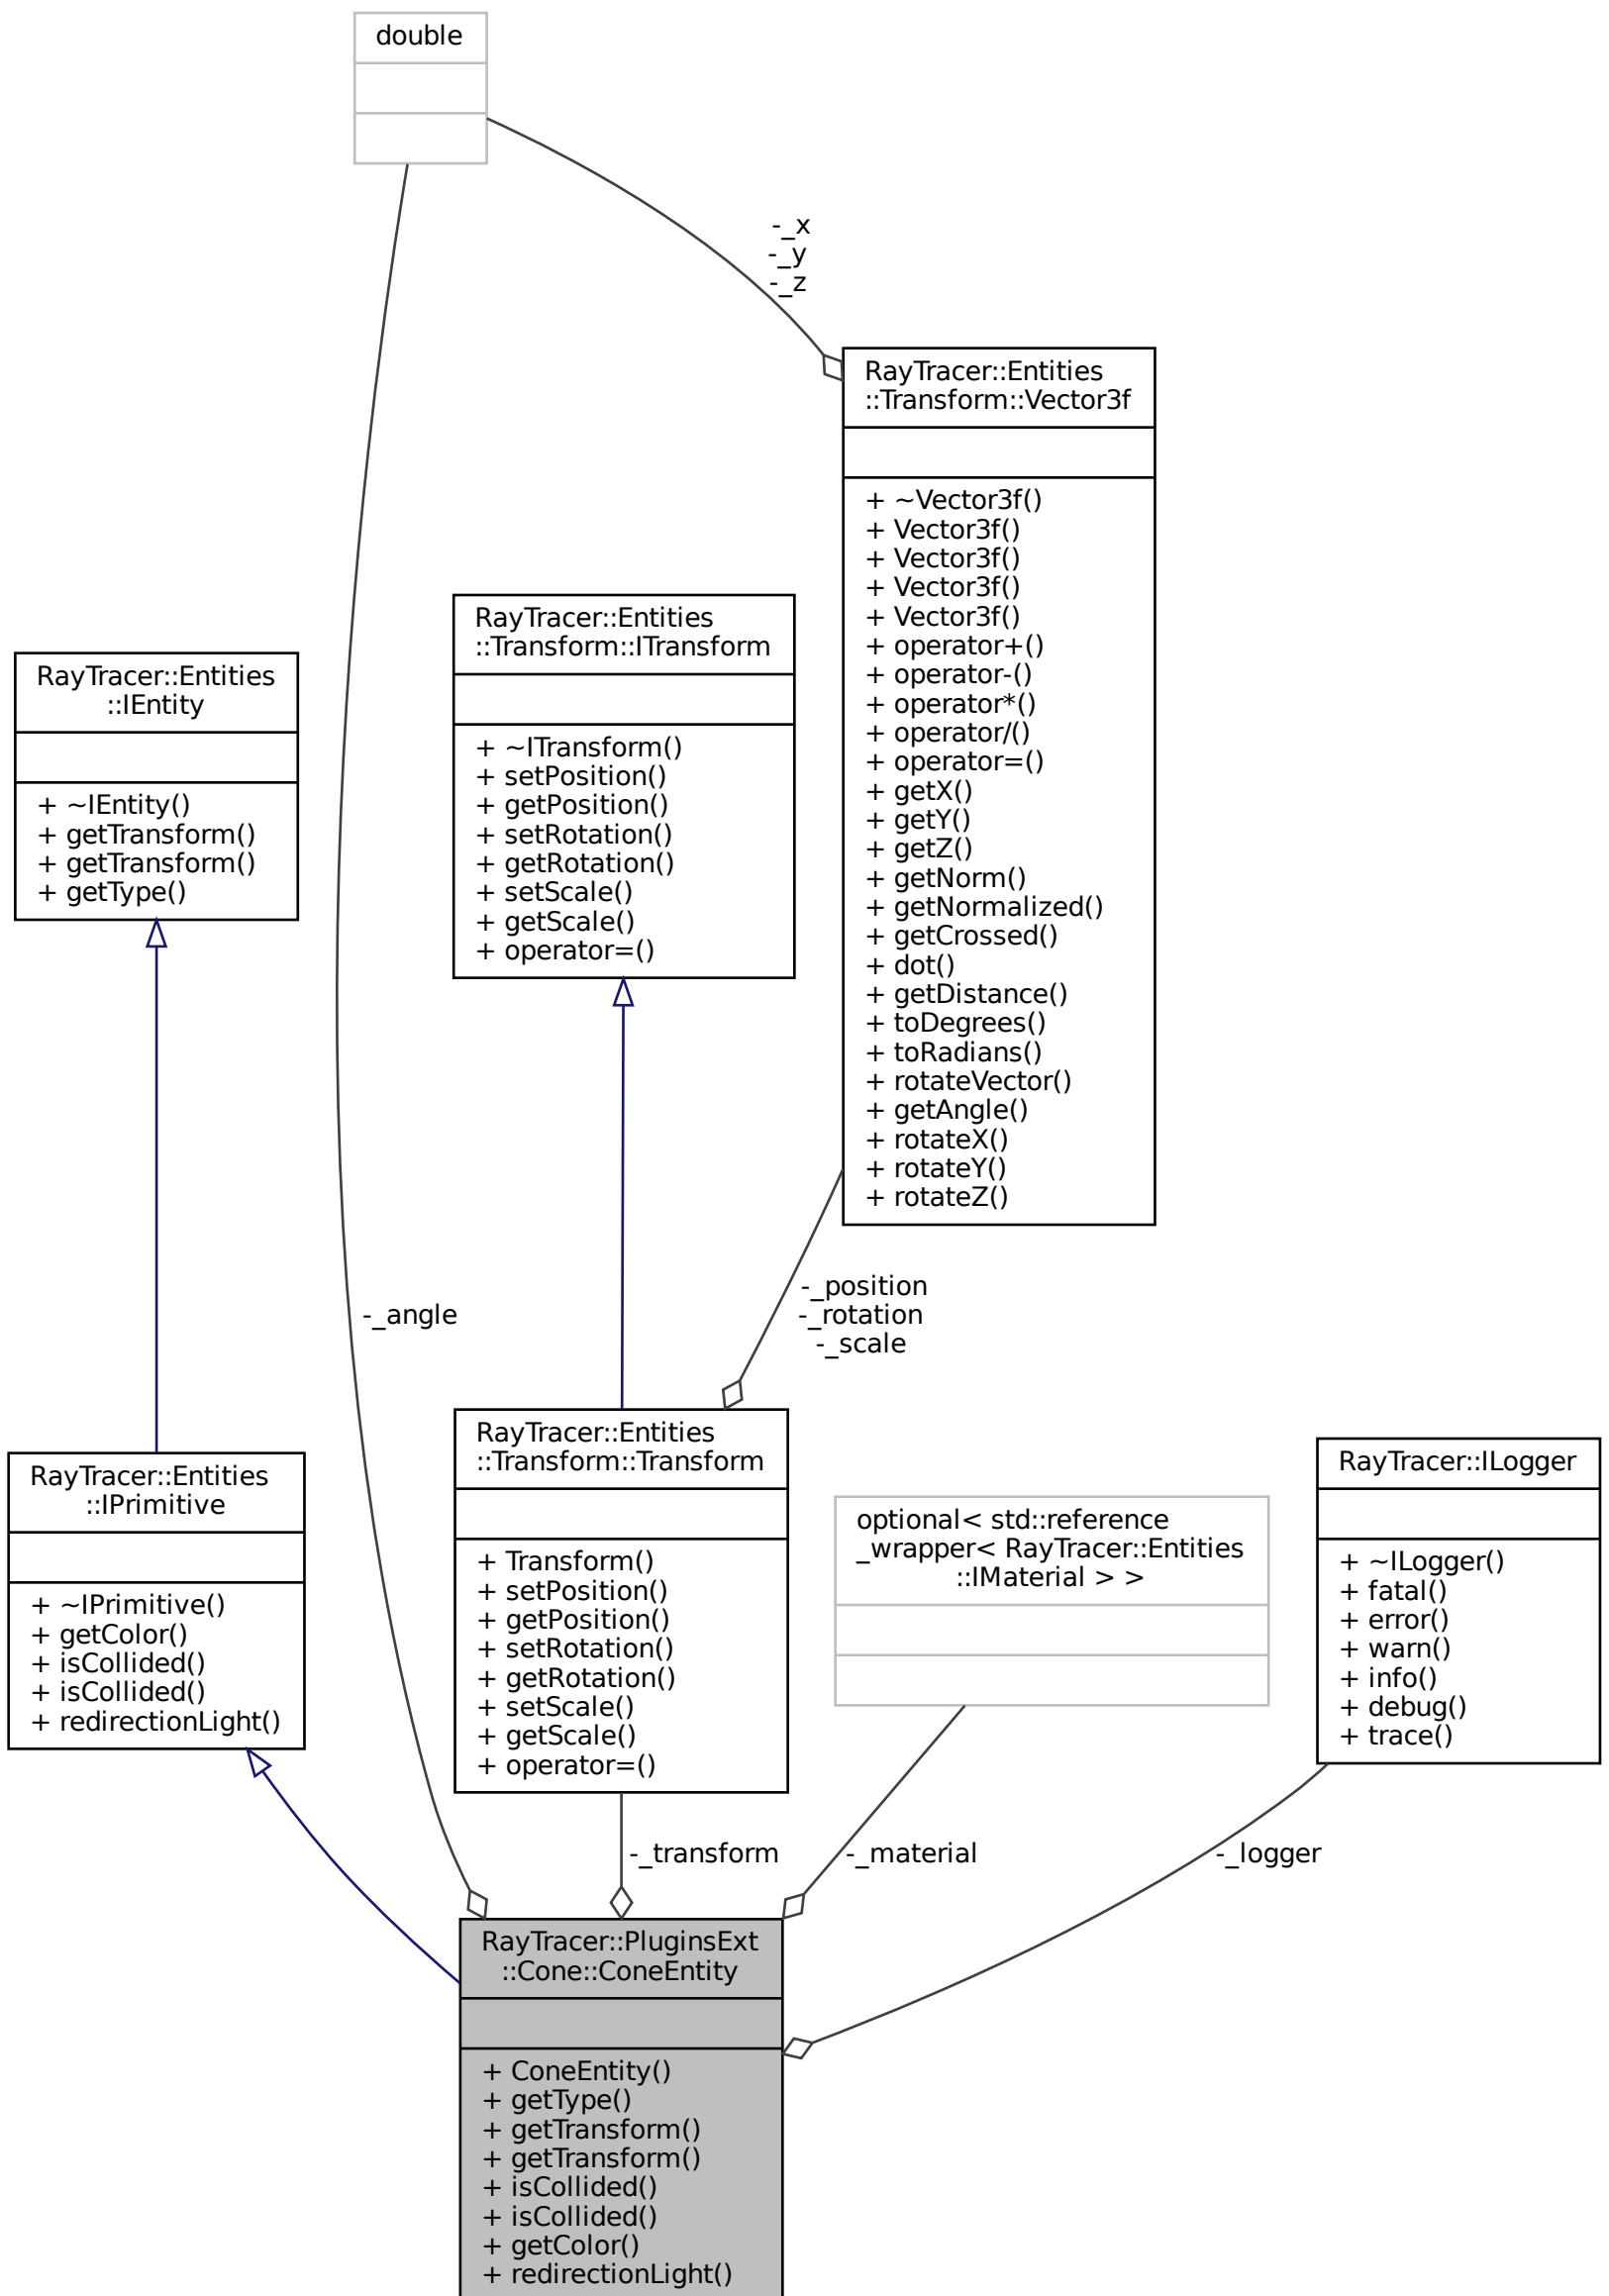 double
-_x
-_y
-_z
RayTracer::Entities
::Transform::Vector3f
+ ~Vector3f()
+ Vector3f()
+ Vector3f()
+ Vector3f()
+ Vector3f()
+ operator+()
+ operator-()
+ operator*()
+ operator/()
+ operator=()
+ getX()
+ getY()
+ getZ()
+ getNorm()
+ getNormalized()
+ getCrossed()
+ dot()
+ getDistance()
+ toDegrees()
+ toRadians()
+ rotateVector()
+ getAngle()
+ rotateX()
+ rotateY()
+ rotateZ()
RayTracer::Entities
::Transform::ITransform
+ ~ITransform()
+ setPosition()
+ getPosition()
+ setRotation()
+ getRotation()
+ setScale()
+ getScale()
+ operator=()
RayTracer::Entities
::IEntity
+ ~IEntity()
+ getTransform()
+ getTransform()
+ getType()
-_angle
-_position
-_rotation
-_scale
RayTracer::Entities
::IPrimitive
+ ~IPrimitive()
+ getColor()
+ isCollided()
+ isCollided()
+ redirectionLight()
RayTracer::Entities
::Transform::Transform
+ Transform()
+ setPosition()
+ getPosition()
+ setRotation()
+ getRotation()
+ setScale()
+ getScale()
+ operator=()
optional< std::reference
_wrapper< RayTracer::Entities
::IMaterial > >
RayTracer::ILogger
+ ~ILogger()
+ fatal()
+ error()
+ warn()
+ info()
+ debug()
+ trace()
-_transform
-_material
-_logger
RayTracer::PluginsExt
::Cone::ConeEntity
+ ConeEntity()
+ getType()
+ getTransform()
+ getTransform()
+ isCollided()
+ isCollided()
+ getColor()
+ redirectionLight()